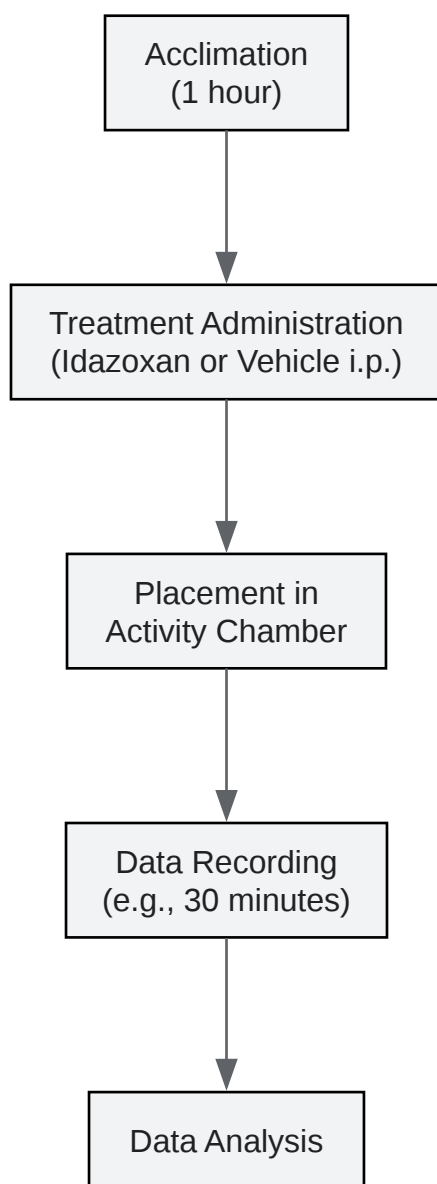 Acclimation
(1 hour)
Treatment Administration
(Idazoxan or Vehicle i.p.)
Placement in
Activity Chamber
Data Recording
(e.g., 30 minutes)
Data Analysis